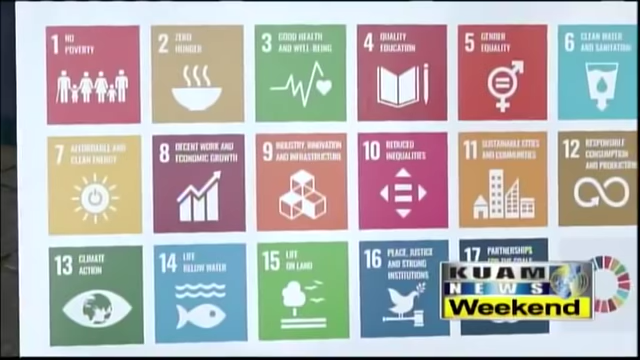 1 NO
POVERTY
2 ZERO
HUNGER
3 GOOD HEALTH
AND WELL-BEING
4 QUALITY
EDUCATION
5 GENDER
EQUALITY
6 CLEAN WATER
AND SANITATION
7 AFFORDABLE AND
CLEAN ENERGY
8 DECENT WORK AND
ECONOMIC GROWTH
9 INDUSTRY, INNOVATION
AND INFRASTRUCTURE
10 REDUCED
INEQUALITIES
11 SUSTAINABLE CITIES
AND COMMUNITIES
12 RESPONSIBLE
CONSUMPTION
AND PRODUCTION
13 CLIMATE
ACTION
14 LIFE
BELOW WATER
15 LIFE
ON LAND
16 PEACE, JUSTICE
AND STRONG
INSTITUTIONS
17 PARTNERSHIPS
FOR THE GOALS
KUAM
NEWS
Weekend